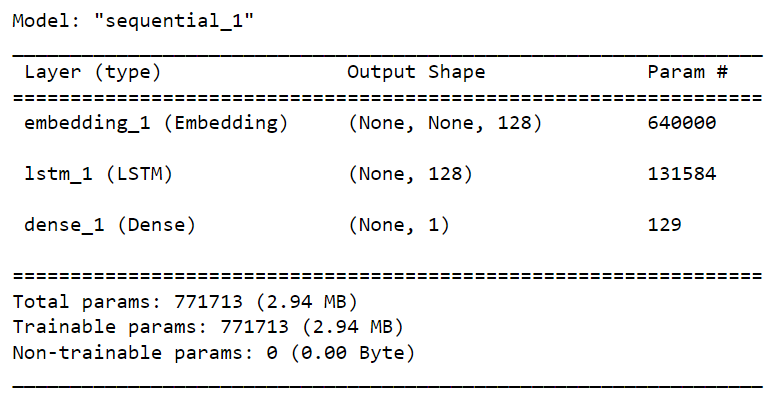 Model: "sequential_1"
_________________________________________________________________
Layer (type) Output Shape Param #
=================================================================
embedding_1 (Embedding) (None, None, 128) 640000
lstm_1 (LSTM) (None, 128) 131584
dense_1 (Dense) (None, 1) 129
=================================================================
Total params: 771713 (2.94 MB)
Trainable params: 771713 (2.94 MB)
Non-trainable params: 0 (0.00 Byte)
_________________________________________________________________